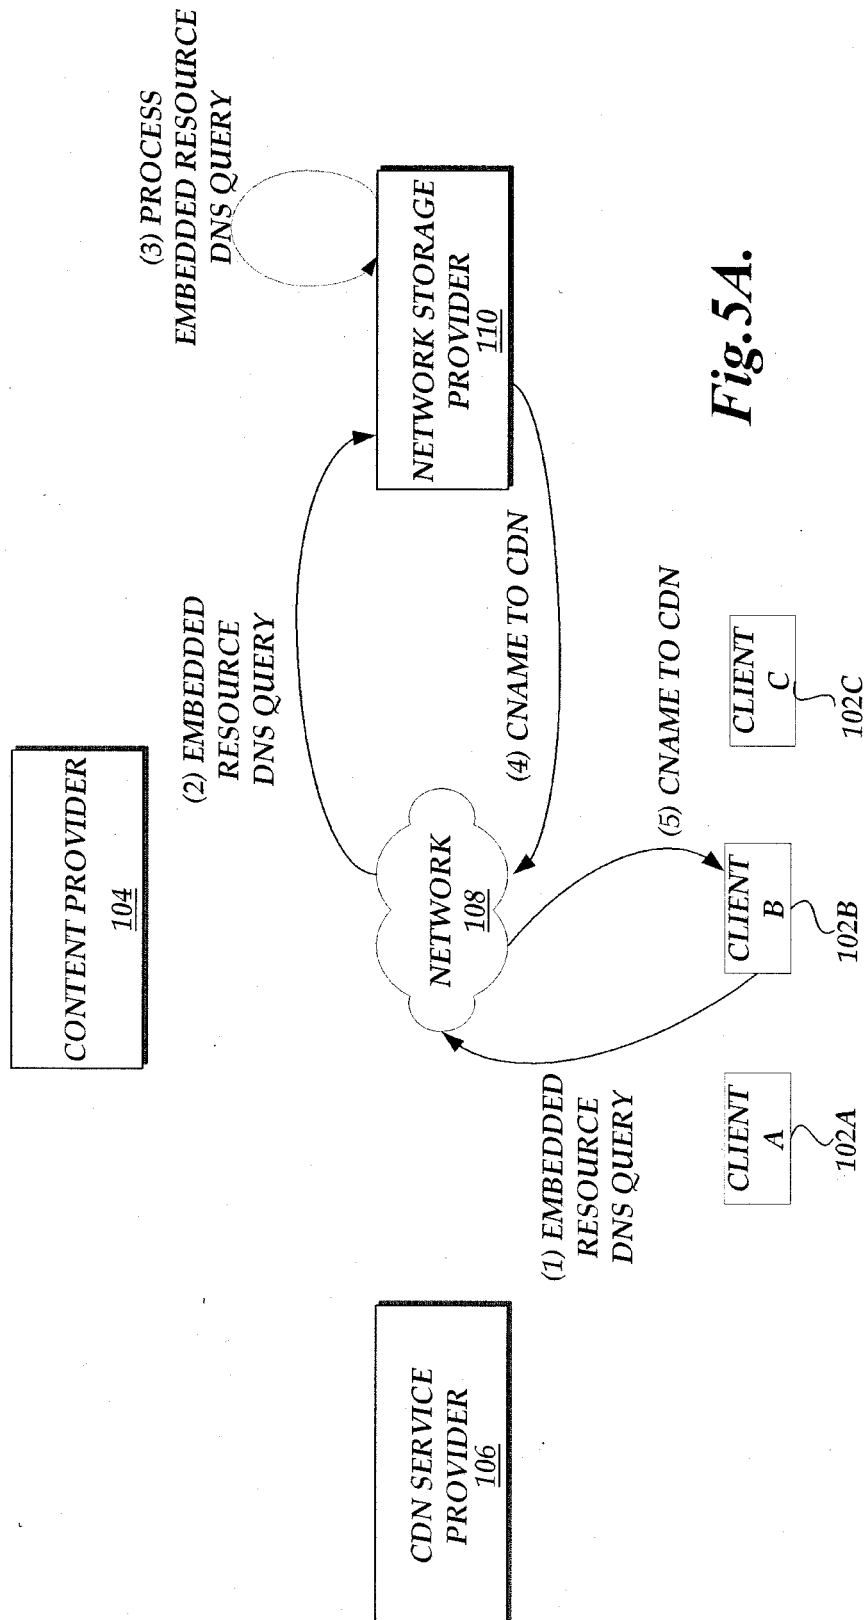 CONTENT PROVIDER
104
(3) PROCESS
EMBEDDED RESOURCE
DNS QUERY
(2) EMBEDDED
RESOURCE
DNS QUERY
CDN SERVICE
PROVIDER
106
NETWORK
108
NETWORK STORAGE
PROVIDER
110
(4) CNAME TO CDN
(1) EMBEDDED
RESOURCE
DNS QUERY
(5) CNAME TO CDN
CLIENT
A
102A
CLIENT
B
102B
CLIENT
C
102C
Fig.5A.